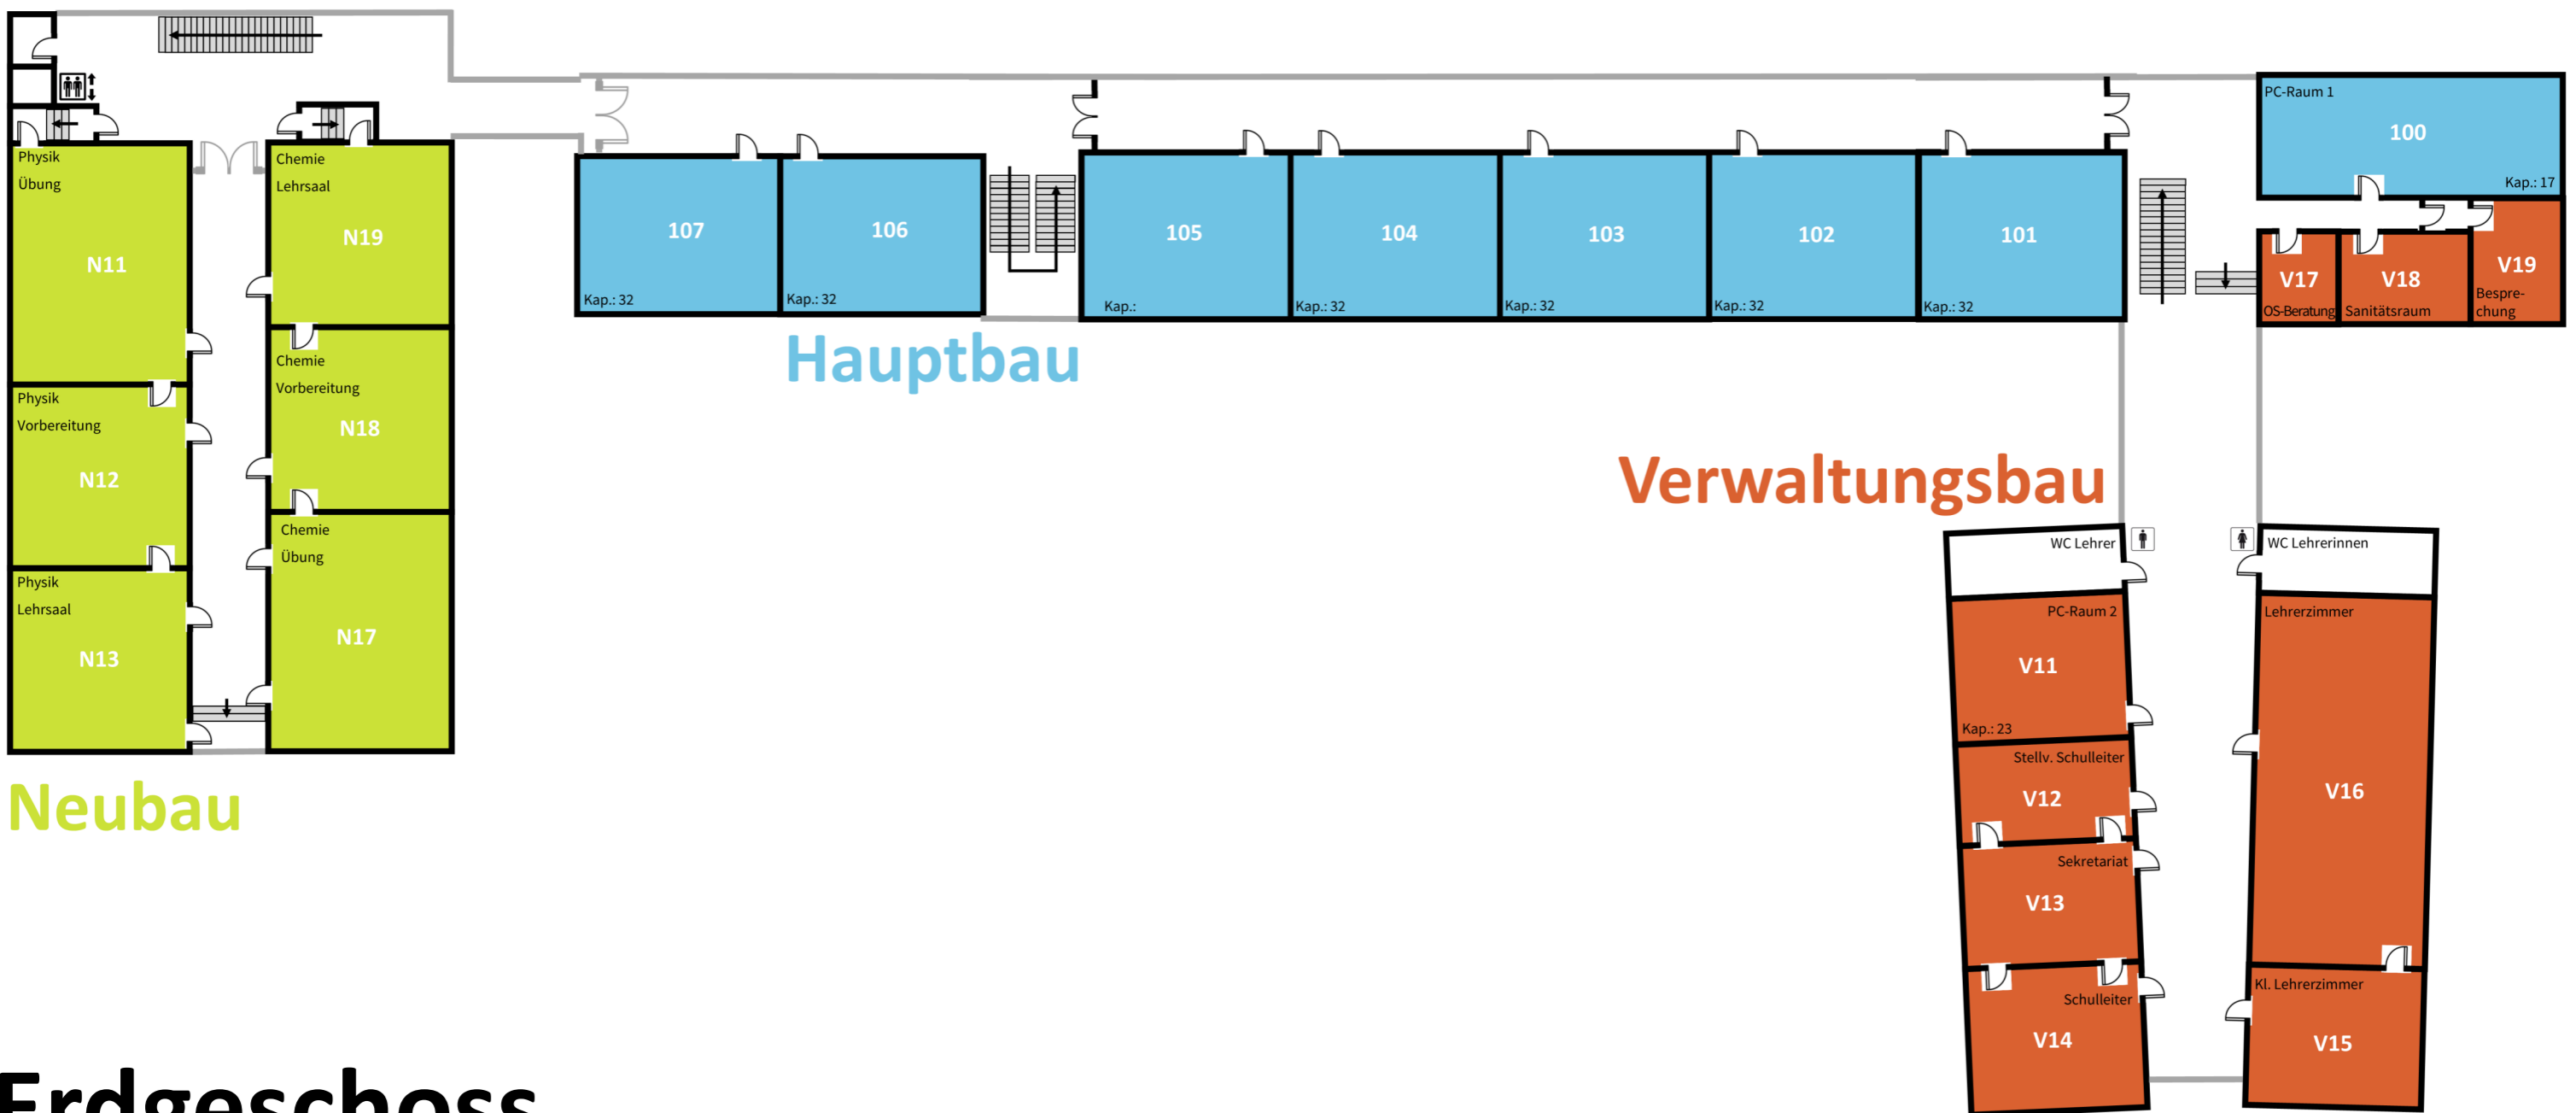 Physik
Übung
N11
Physik
Vorbereitung
N12
Physik
Lehrsaal
N13
Chemie
Lehrsaal
N19
Chemie
Vorbereitung
N18
Chemie
Übung
N17
Neubau
107
Kap.: 32
106
Kap.: 32
105
Kap.:
104
Kap.: 32
103
Kap.: 32
102
Kap.: 32
101
Kap.: 32
Hauptbau
PC-Raum 1
100
Kap.: 17
V17
OS-Beratung
V18
Sanitätsraum
V19
Bespre-
chung
Verwaltungsbau
WC Lehrer
WC Lehrerinnen
PC-Raum 2
V11
Kap.: 23
Stellv. Schulleiter
V12
Sekretariat
V13
Schulleiter
V14
Lehrerzimmer
V16
Kl. Lehrerzimmer
V15
Erdgeschoss